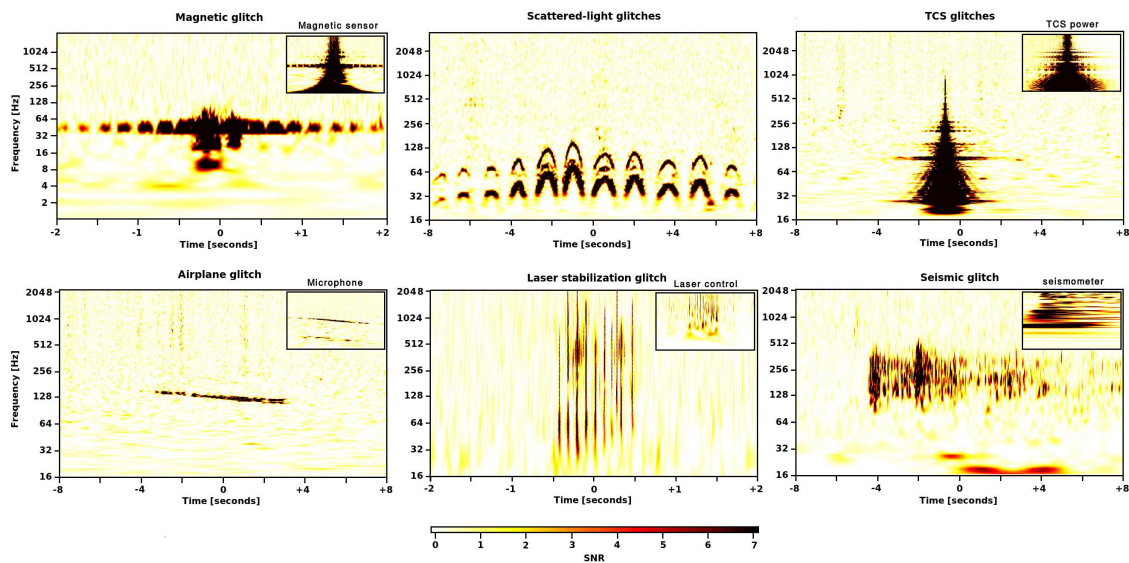 Magnetic glitch
Magnetic sensor
Scattered-light glitches
TCS glitches
TCS power
Frequency [Hz]
1024
512
256
128
64
32
16
8
4
2
-2 -1 0 +1 +2
Time [seconds]
2048
1024
512
256
128
64
32
16
-8 -4 0 +4 +8
Time [seconds]
2048
1024
512
256
128
64
32
16
-8 -4 0 +4 +8
Time [seconds]
Airplane glitch
Microphone
Laser stabilization glitch
Laser control
Seismic glitch
seismometer
Frequency [Hz]
2048
1024
512
256
128
64
32
16
-8 -4 0 +4 +8
Time [seconds]
2048
1024
512
256
128
64
32
16
-2 -1 0 +1 +2
Time [seconds]
2048
1024
512
256
128
64
32
16
-8 -4 0 +4 +8
Time [seconds]
0 1 2 3 4 5 6 7
SNR